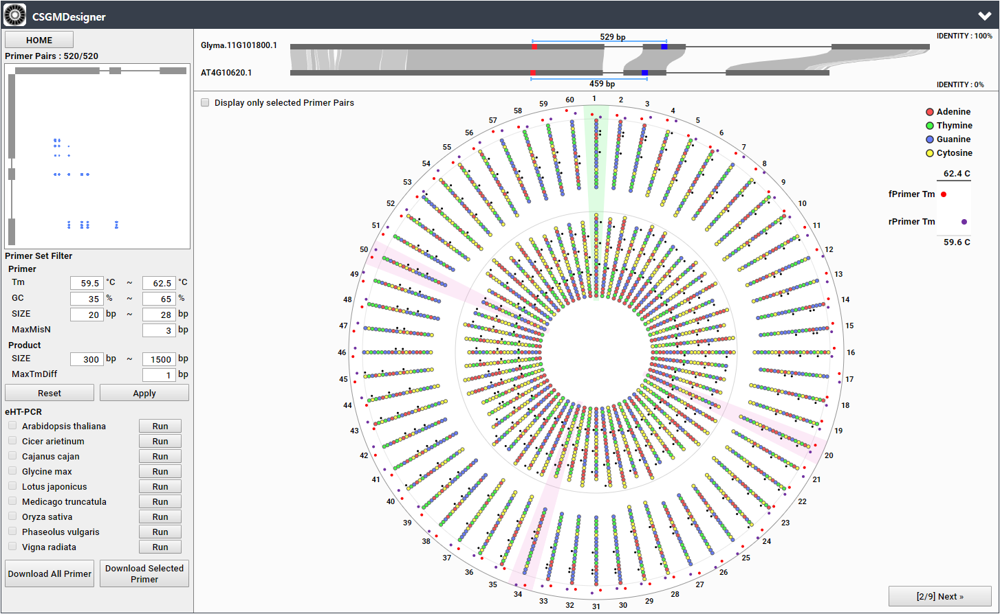 CSGMDesigner
HOME
Primer Pairs : 520/520
Primer Set Filter
Primer
Tm 59.5 °C ~ 62.5 °C
GC 35 % ~ 65 %
SIZE 20 bp ~ 28 bp
MaxMisN 3 bp
Product
SIZE 300 bp ~ 1500 bp
MaxTmDiff 1 bp
Reset Apply
eHT-PCR
Arabidopsis thaliana Run
Cicer arietinum Run
Cajanus cajan Run
Glycine max Run
Lotus japonicus Run
Medicago truncatula Run
Oryza sativa Run
Phaseolus vulgaris Run
Vigna radiata Run
Download All Primer
Download Selected
Primer
529 bp
Glyma.11G101800.1
AT4G10620.1
459 bp
IDENTITY : 100%
IDENTITY : 0%
Display only selected Primer Pairs
1
2
3
4
5
6
7
8
9
10
11
12
13
14
15
16
17
18
19
20
21
22
23
24
25
26
27
28
29
30
31
32
33
34
35
36
37
38
39
40
41
42
43
44
45
46
47
48
49
50
51
52
53
54
55
56
57
58
59
60
Adenine
Thymine
Guanine
Cytosine
62.4 C
fPrimer Tm
rPrimer Tm
59.6 C
[2/9] Next »